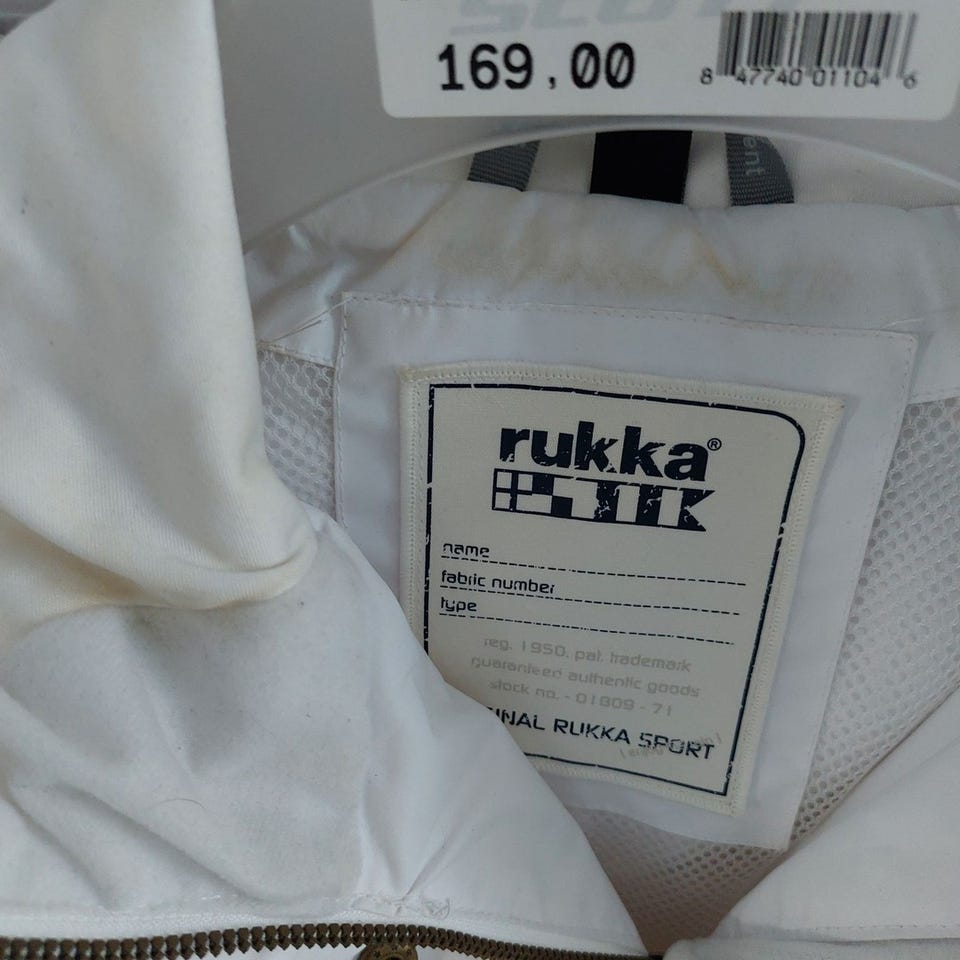 169,00
8 47740 01104 6
ent
rukka®
name
fabric number
type
reg. 1950. pat. trademark
guaranteed authentic goods
stock no. - 01809 - 71
INAL RUKKA SPORT